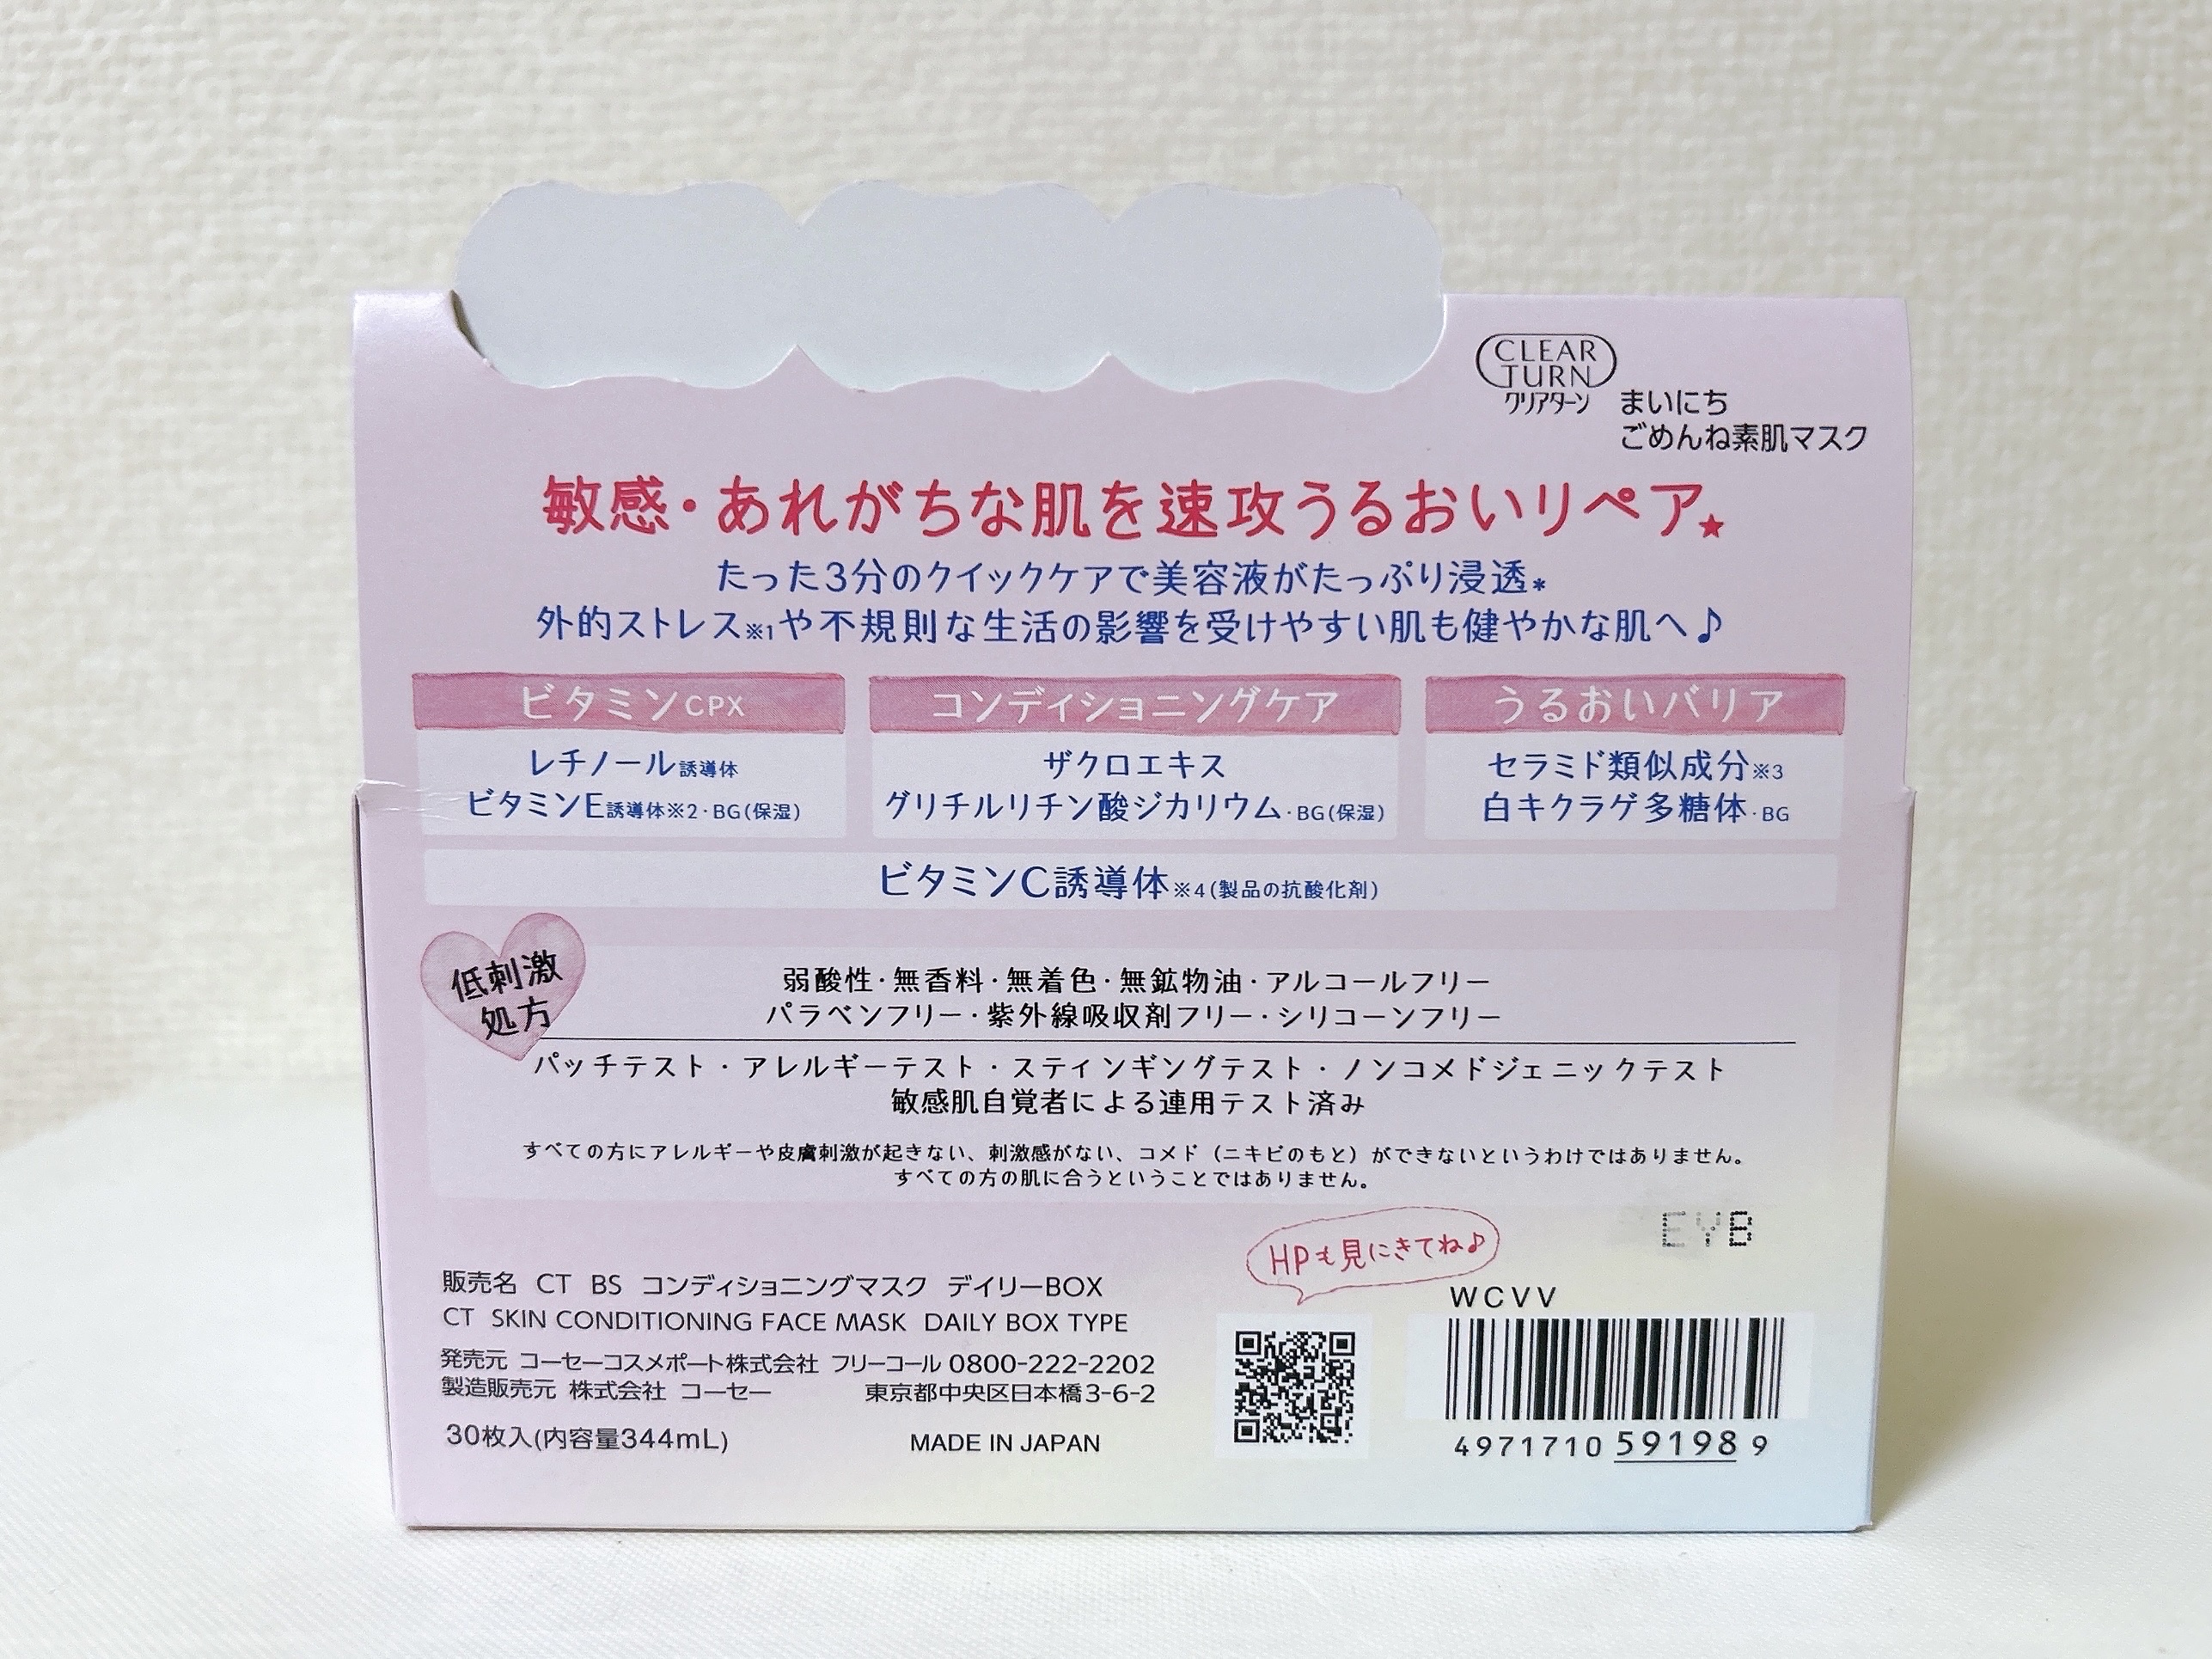 CLEAR
TURN
クリアターン
まいにち
ごめんね素肌マスク
敏感・あれがちな肌を速攻うるおいリペア★
たった3分のクイックケアで美容液がたっぷり浸透*
外的ストレス※1や不規則な生活の影響を受けやすい肌も健やかな肌へ♪
ビタミンCPX
レチノール誘導体
ビタミンE誘導体※2・BG(保湿)
コンディショニングケア
ザクロエキス
グリチルリチン酸ジカリウム・BG(保湿)
うるおいバリア
セラミド類似成分※3
白キクラゲ多糖体・BG
ビタミンC誘導体※4(製品の抗酸化剤)
低刺激
処方
弱酸性・無香料・無着色・無鉱物油・アルコールフリー
パラベンフリー・紫外線吸収剤フリー・シリコーンフリー
パッチテスト・アレルギーテスト・スティンギングテスト・ノンコメドジェニックテスト
敏感肌自覚者による連用テスト済み
すべての方にアレルギーや皮膚刺激が起きない、刺激感がない、コメド（ニキビのもと）ができないというわけではありません。
すべての方の肌に合うということではありません。
EYB
HPも見にきてね♪
販売名 CT BS コンディショニングマスク デイリーBOX
CT SKIN CONDITIONING FACE MASK DAILY BOX TYPE
発売元 コーセーコスメポート株式会社 フリーコール 0800-222-2202
製造販売元 株式会社 コーセー 東京都中央区日本橋3-6-2
30枚入(内容量344mL) MADE IN JAPAN
WCVV
4971710 591989